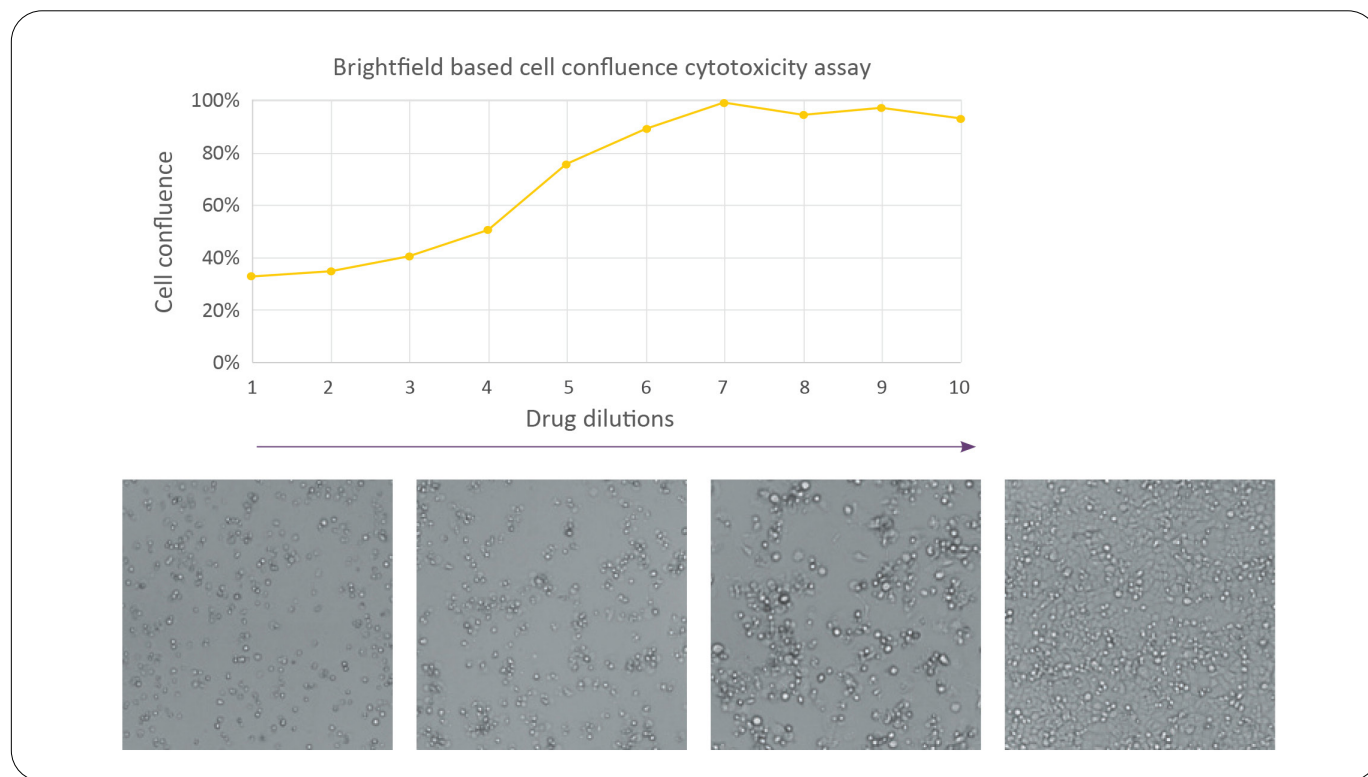 Brightfield based cell confluence cytotoxicity assay
Cell confluence
100%
80%
60%
40%
20%
0%
1 2 3 4 5 6 7 8 9 10
Drug dilutions